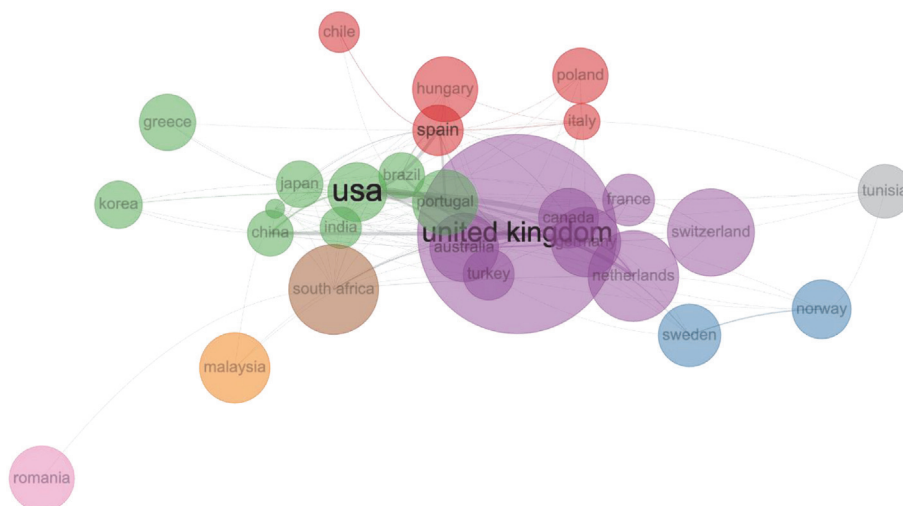 chile
hungary
poland
greece
spain
italy
brazil
japan
usa
france
tunisia
korea
portugal
canada
china
india
united kingdom
switzerland
germany
australia
turkey
netherlands
south-africa
norway
sweden
malaysia
romania